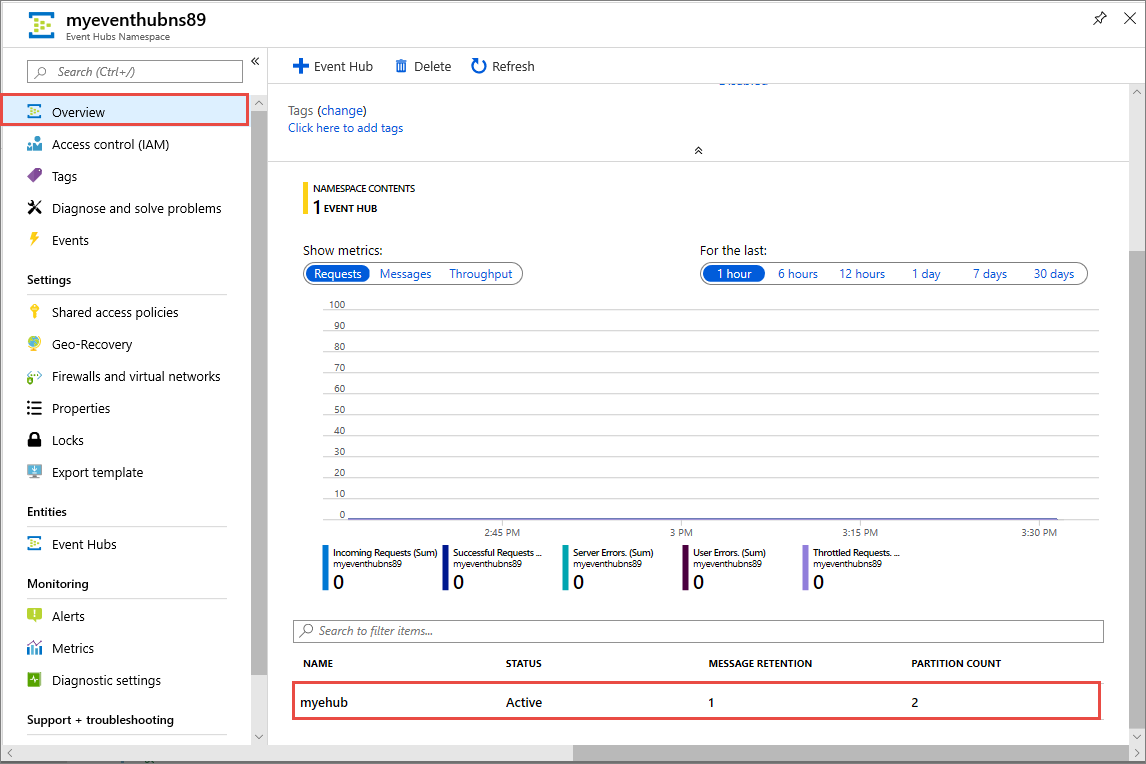 myeventhubns89
Event Hubs Namespace
Search (Ctrl+/)
«
Overview
Access control (IAM)
Tags
Diagnose and solve problems
Events
Settings
Shared access policies
Geo-Recovery
Firewalls and virtual networks
Properties
Locks
Export template
Entities
Event Hubs
Monitoring
Alerts
Metrics
Diagnostic settings
Support + troubleshooting
Event Hub Delete Refresh
Tags (change)
Click here to add tags
NAMESPACE CONTENTS
1 EVENT HUB
Show metrics:
Requests Messages Throughput
For the last:
1 hour 6 hours 12 hours 1 day 7 days 30 days
100
90
80
70
60
50
40
30
20
10
0
2:45 PM 3 PM 3:15 PM 3:30 PM
Incoming Requests (Sum)
myeventhubns89
0
Successful Requests ...
myeventhubns89
0
Server Errors. (Sum)
myeventhubns89
0
User Errors. (Sum)
myeventhubns89
0
Throttled Requests. ...
myeventhubns89
0
Search to filter items...
NAME STATUS MESSAGE RETENTION PARTITION COUNT
myehub Active 1 2